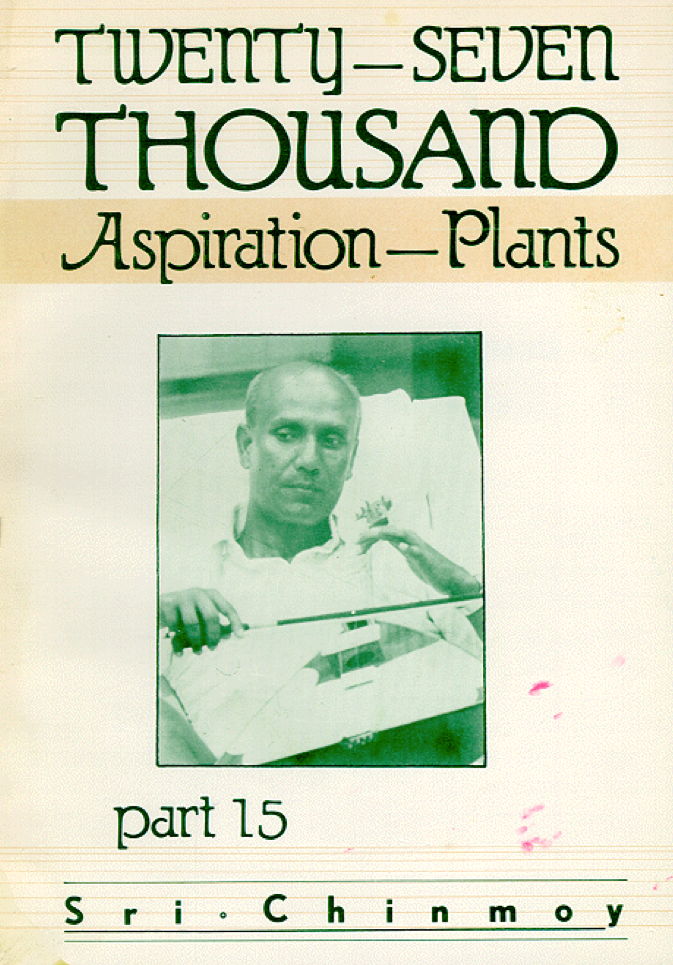 TWENTY—SEVEN
THOUSAND
Aspiration—Plants
part 15
Sri Chinmoy